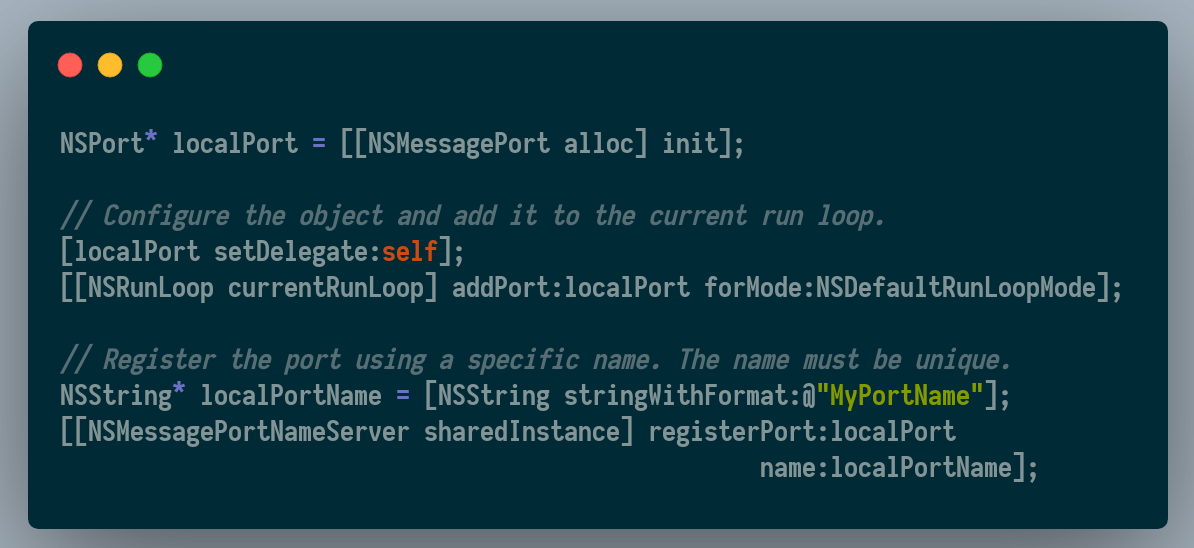 NSPort* localPort = [[NSMessagePort alloc] init];
// Configure the object and add it to the current run loop.
[localPort setDelegate:self];
[[NSRunLoop currentRunLoop] addPort:localPort forMode:NSDefaultRunLoopMode];
// Register the port using a specific name. The name must be unique.
NSString* localPortName = [NSString stringWithFormat:@"MyPortName"];
[[NSMessagePortNameServer sharedInstance] registerPort:localPort
name:localPortName];